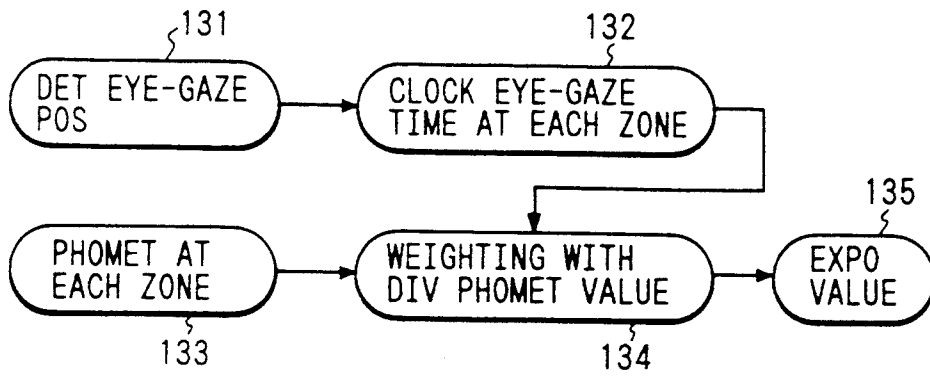 131
DET EYE-GAZE
POS
132
CLOCK EYE-GAZE
TIME AT EACH ZONE
PHOMET AT
EACH ZONE
133
WEIGHTING WITH
DIV PHOMET VALUE
134
135
EXPO
VALUE